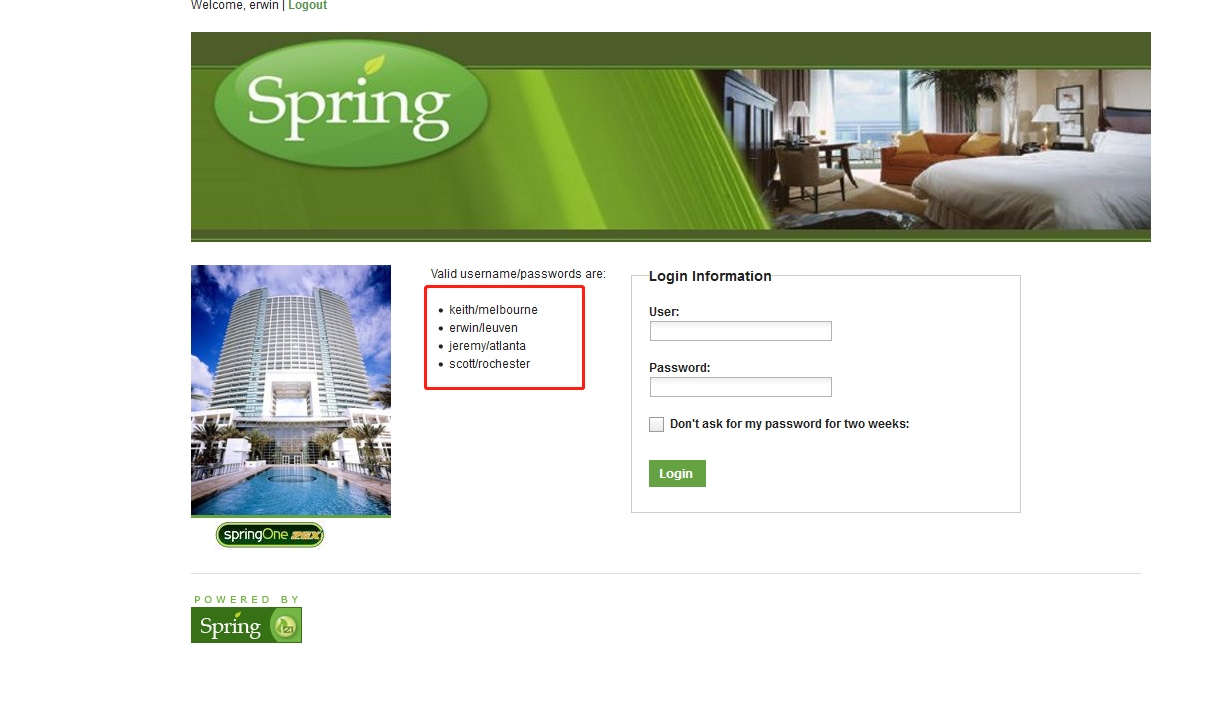 Welcome, erwin | Logout
Spring
Valid username/passwords are:
keith/melbourne
erwin/leuven
jeremy/atlanta
scott/rochester
Login Information
User:
Password:
Don't ask for my password for two weeks:
Login
springOne 2GX
POWERED BY
Spring